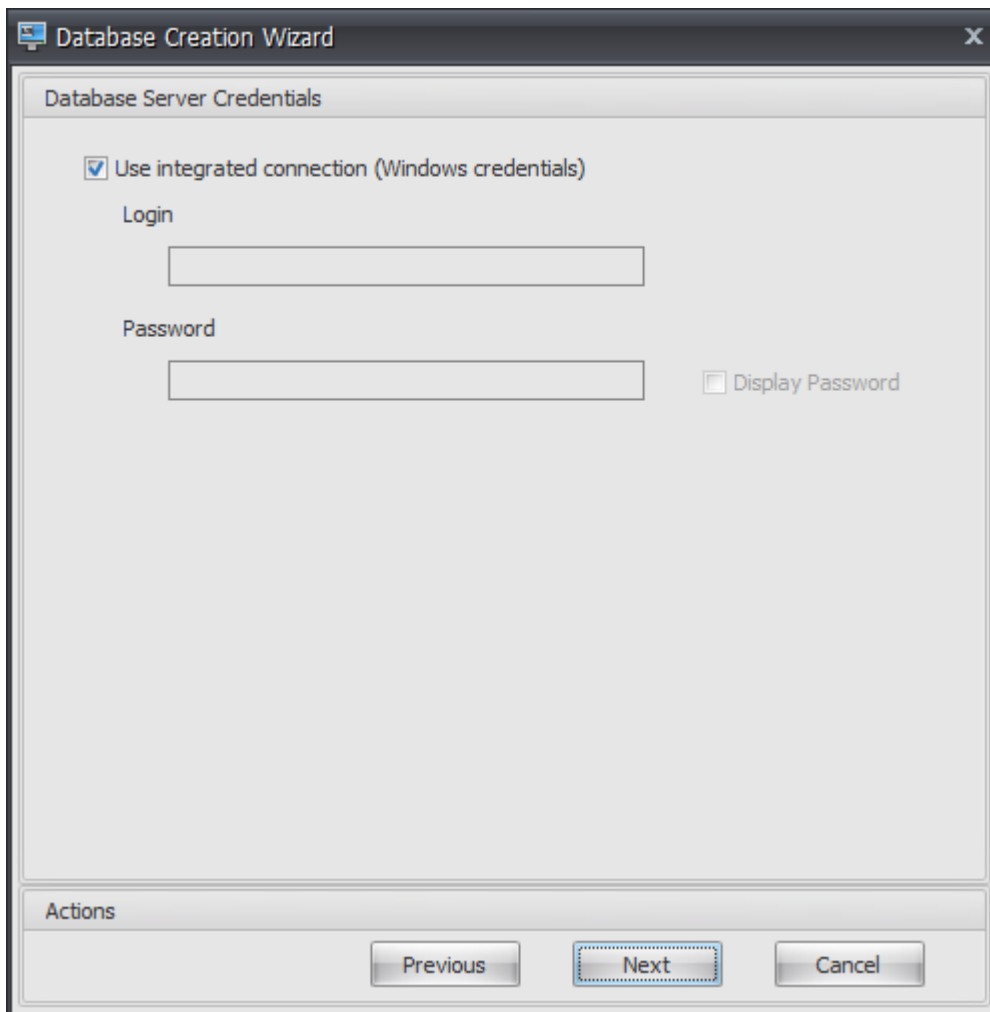 Database Creation Wizard
Database Server Credentials
Use integrated connection (Windows credentials)
Login
Password
Display Password
Actions
Previous Next Cancel